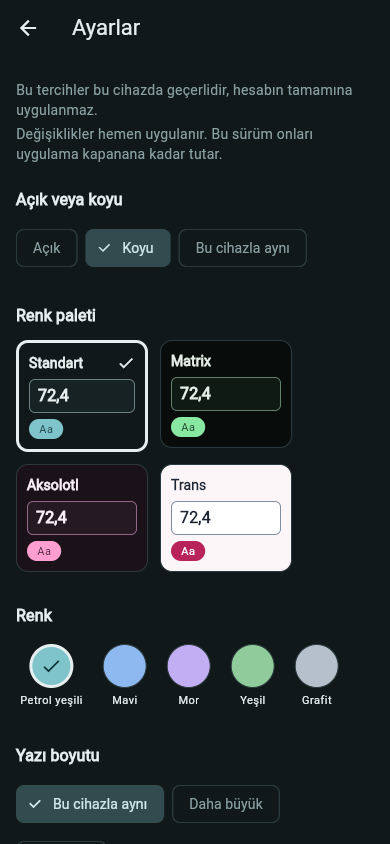 Ayarlar
Bu tercihler bu cihazda geçerlidir, hesabın tamamına
uygulanmaz.
Değişiklikler hemen uygulanır. Bu sürüm onları
uygulama kapanana kadar tutar.
Açık veya koyu
Açık
Koyu
Bu cihazla aynı
Renk paleti
Standart
72,4
Aa
Matrix
72,4
Aa
Aksolotl
72,4
Aa
Trans
72,4
Aa
Renk
Petrol yeşili
Mavi
Mor
Yeşil
Grafit
Yazı boyutu
Bu cihazla aynı
Daha büyük